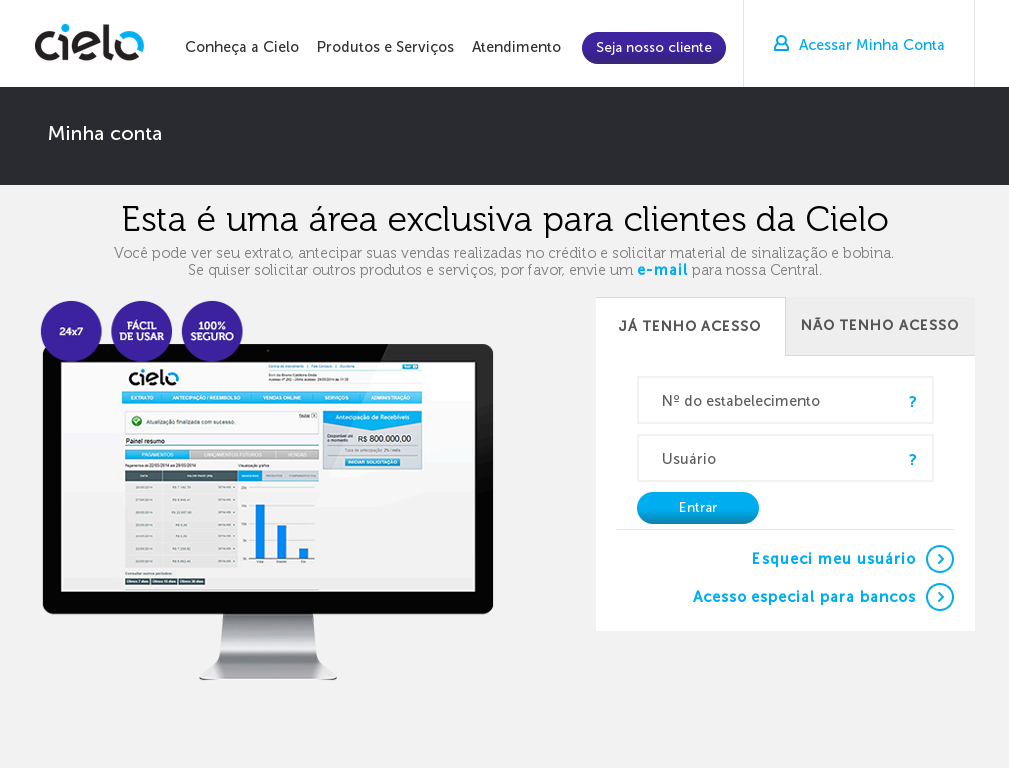 cielo
Conheça a Cielo
Produtos e Serviços
Atendimento
Seja nosso cliente
Acessar Minha Conta
Minha conta
Esta é uma área exclusiva para clientes da Cielo
Você pode ver seu extrato, antecipar suas vendas realizadas no crédito e solicitar material de sinalização e bobina.
Se quiser solicitar outros produtos e serviços, por favor, envie um e-mail para nossa Central.
24x7
FÁCIL
DE USAR
100%
SEGURO
cielo
EXTRATO
ANTECIPAÇÃO / REEMBOLSO
VENDAS ONLINE
SERVIÇOS
ADMINISTRAÇÃO
Atualização finalizada com sucesso.
Antecipação de Recebíveis
Disponível até
o momento
R$ 800.000,00
INICIAR SOLICITAÇÃO
Painel resumo
PAGAMENTOS
LANÇAMENTOS FUTUROS
VENDAS
JÁ TENHO ACESSO
NÃO TENHO ACESSO
Nº do estabelecimento
?
Usuário
?
Entrar
Esqueci meu usuário
Acesso especial para bancos